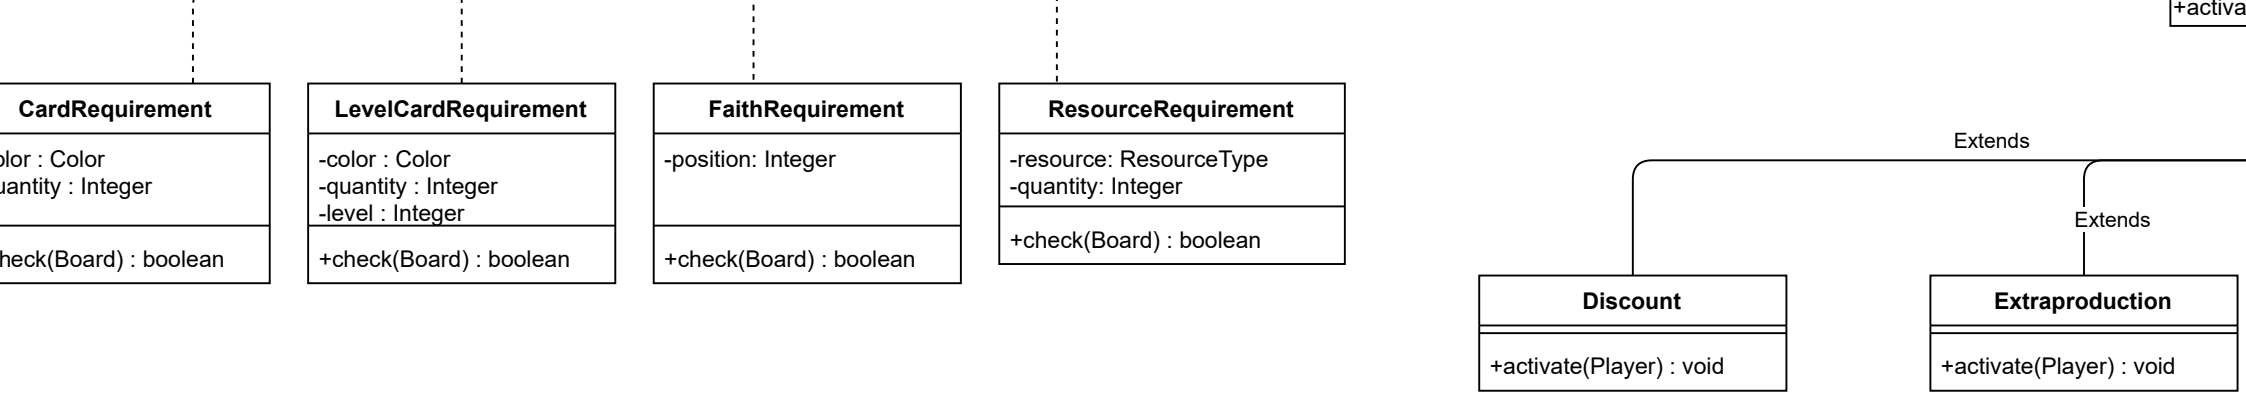 +activa
CardRequirement
olor : Color
uantity : Integer
heck(Board) : boolean
LevelCardRequirement
-color : Color
-quantity : Integer
-level : Integer
+check(Board) : boolean
FaithRequirement
-position: Integer
+check(Board) : boolean
ResourceRequirement
-resource: ResourceType
-quantity: Integer
+check(Board) : boolean
Extends
Extends
Discount
+activate(Player) : void
Extraproduction
+activate(Player) : void